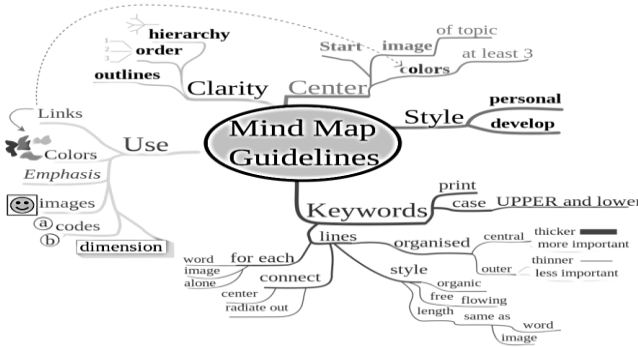 Mind Map
Guidelines
Clarity
hierarchy
1
2
3
order
outlines
Center
Start
image
of topic
colors
at least 3
Style
personal
develop
Use
Links
Colors
Emphasis
images
a
b
codes
dimension
Keywords
print
case
UPPER and lower
lines
for each
word
image
alone
connect
center
radiate out
organised
central
thicker
more important
outer
thinner
less important
style
organic
free
flowing
length
same as
word
image